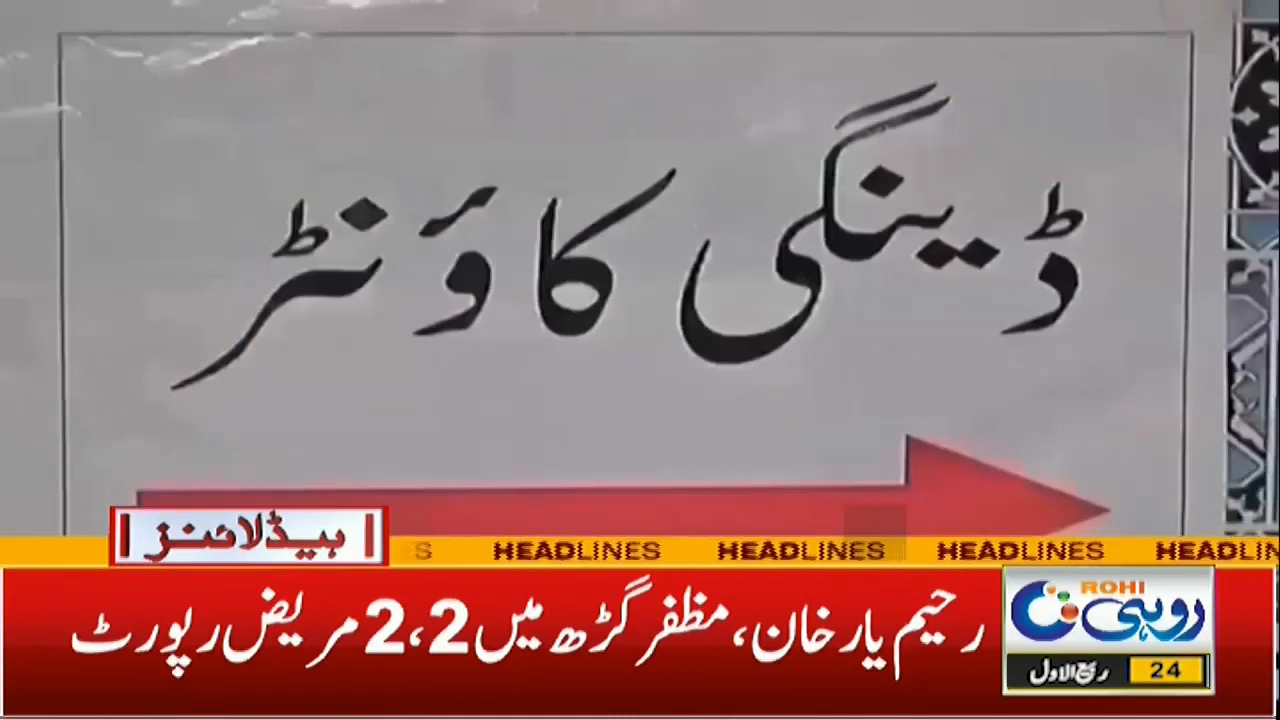 ڈینگی کاؤنٹر
ہیڈلائنز
S HEADLINES HEADLINES HEADLINES HEADLIN
رحیم یار خان، مظفر گڑھ میں 2،2 مریض رپورٹ
ROHI
روہی
24 ربیع الاول